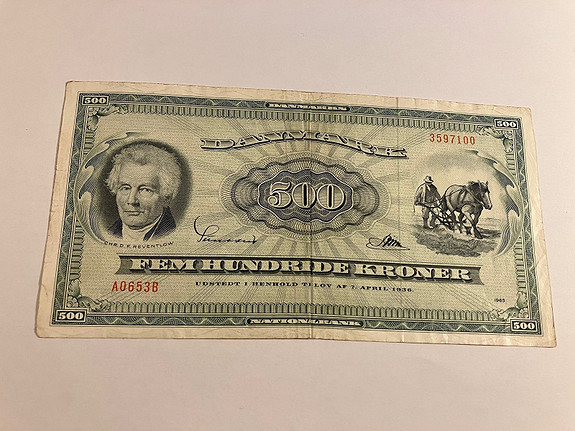 DANMARKS
500
500
DANMARK
3597100
500
CHR. D. F. REVENTLOW
FEM HUNDREDE KRONER
A0653B
UDSTEDT I HENHOLD TIL LOV AF 7. APRIL 1936
1965
500
NATIONALBANK
500